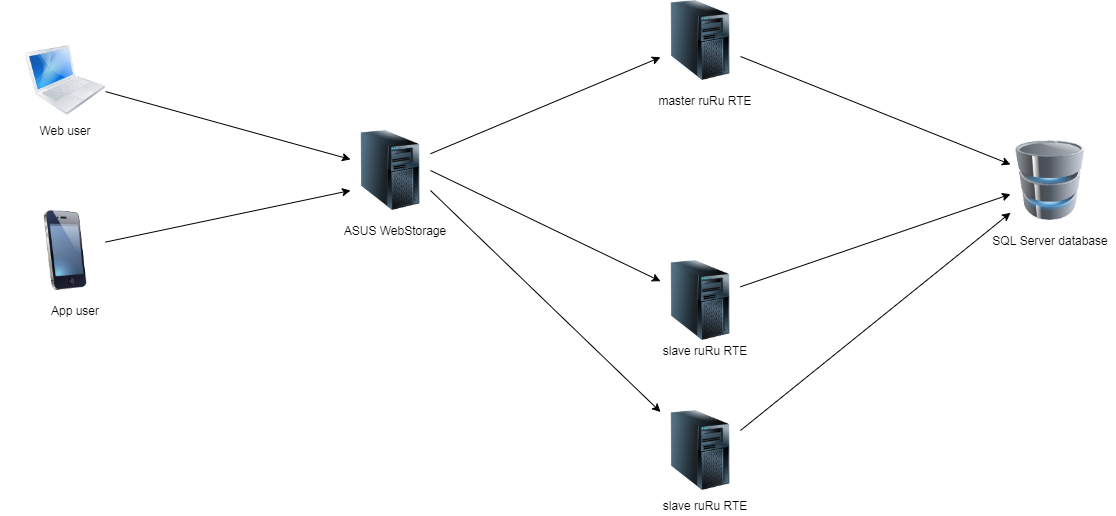 Web user
App user
ASUS WebStorage
master ruRu RTE
slave ruRu RTE
slave ruRu RTE
SQL Server database